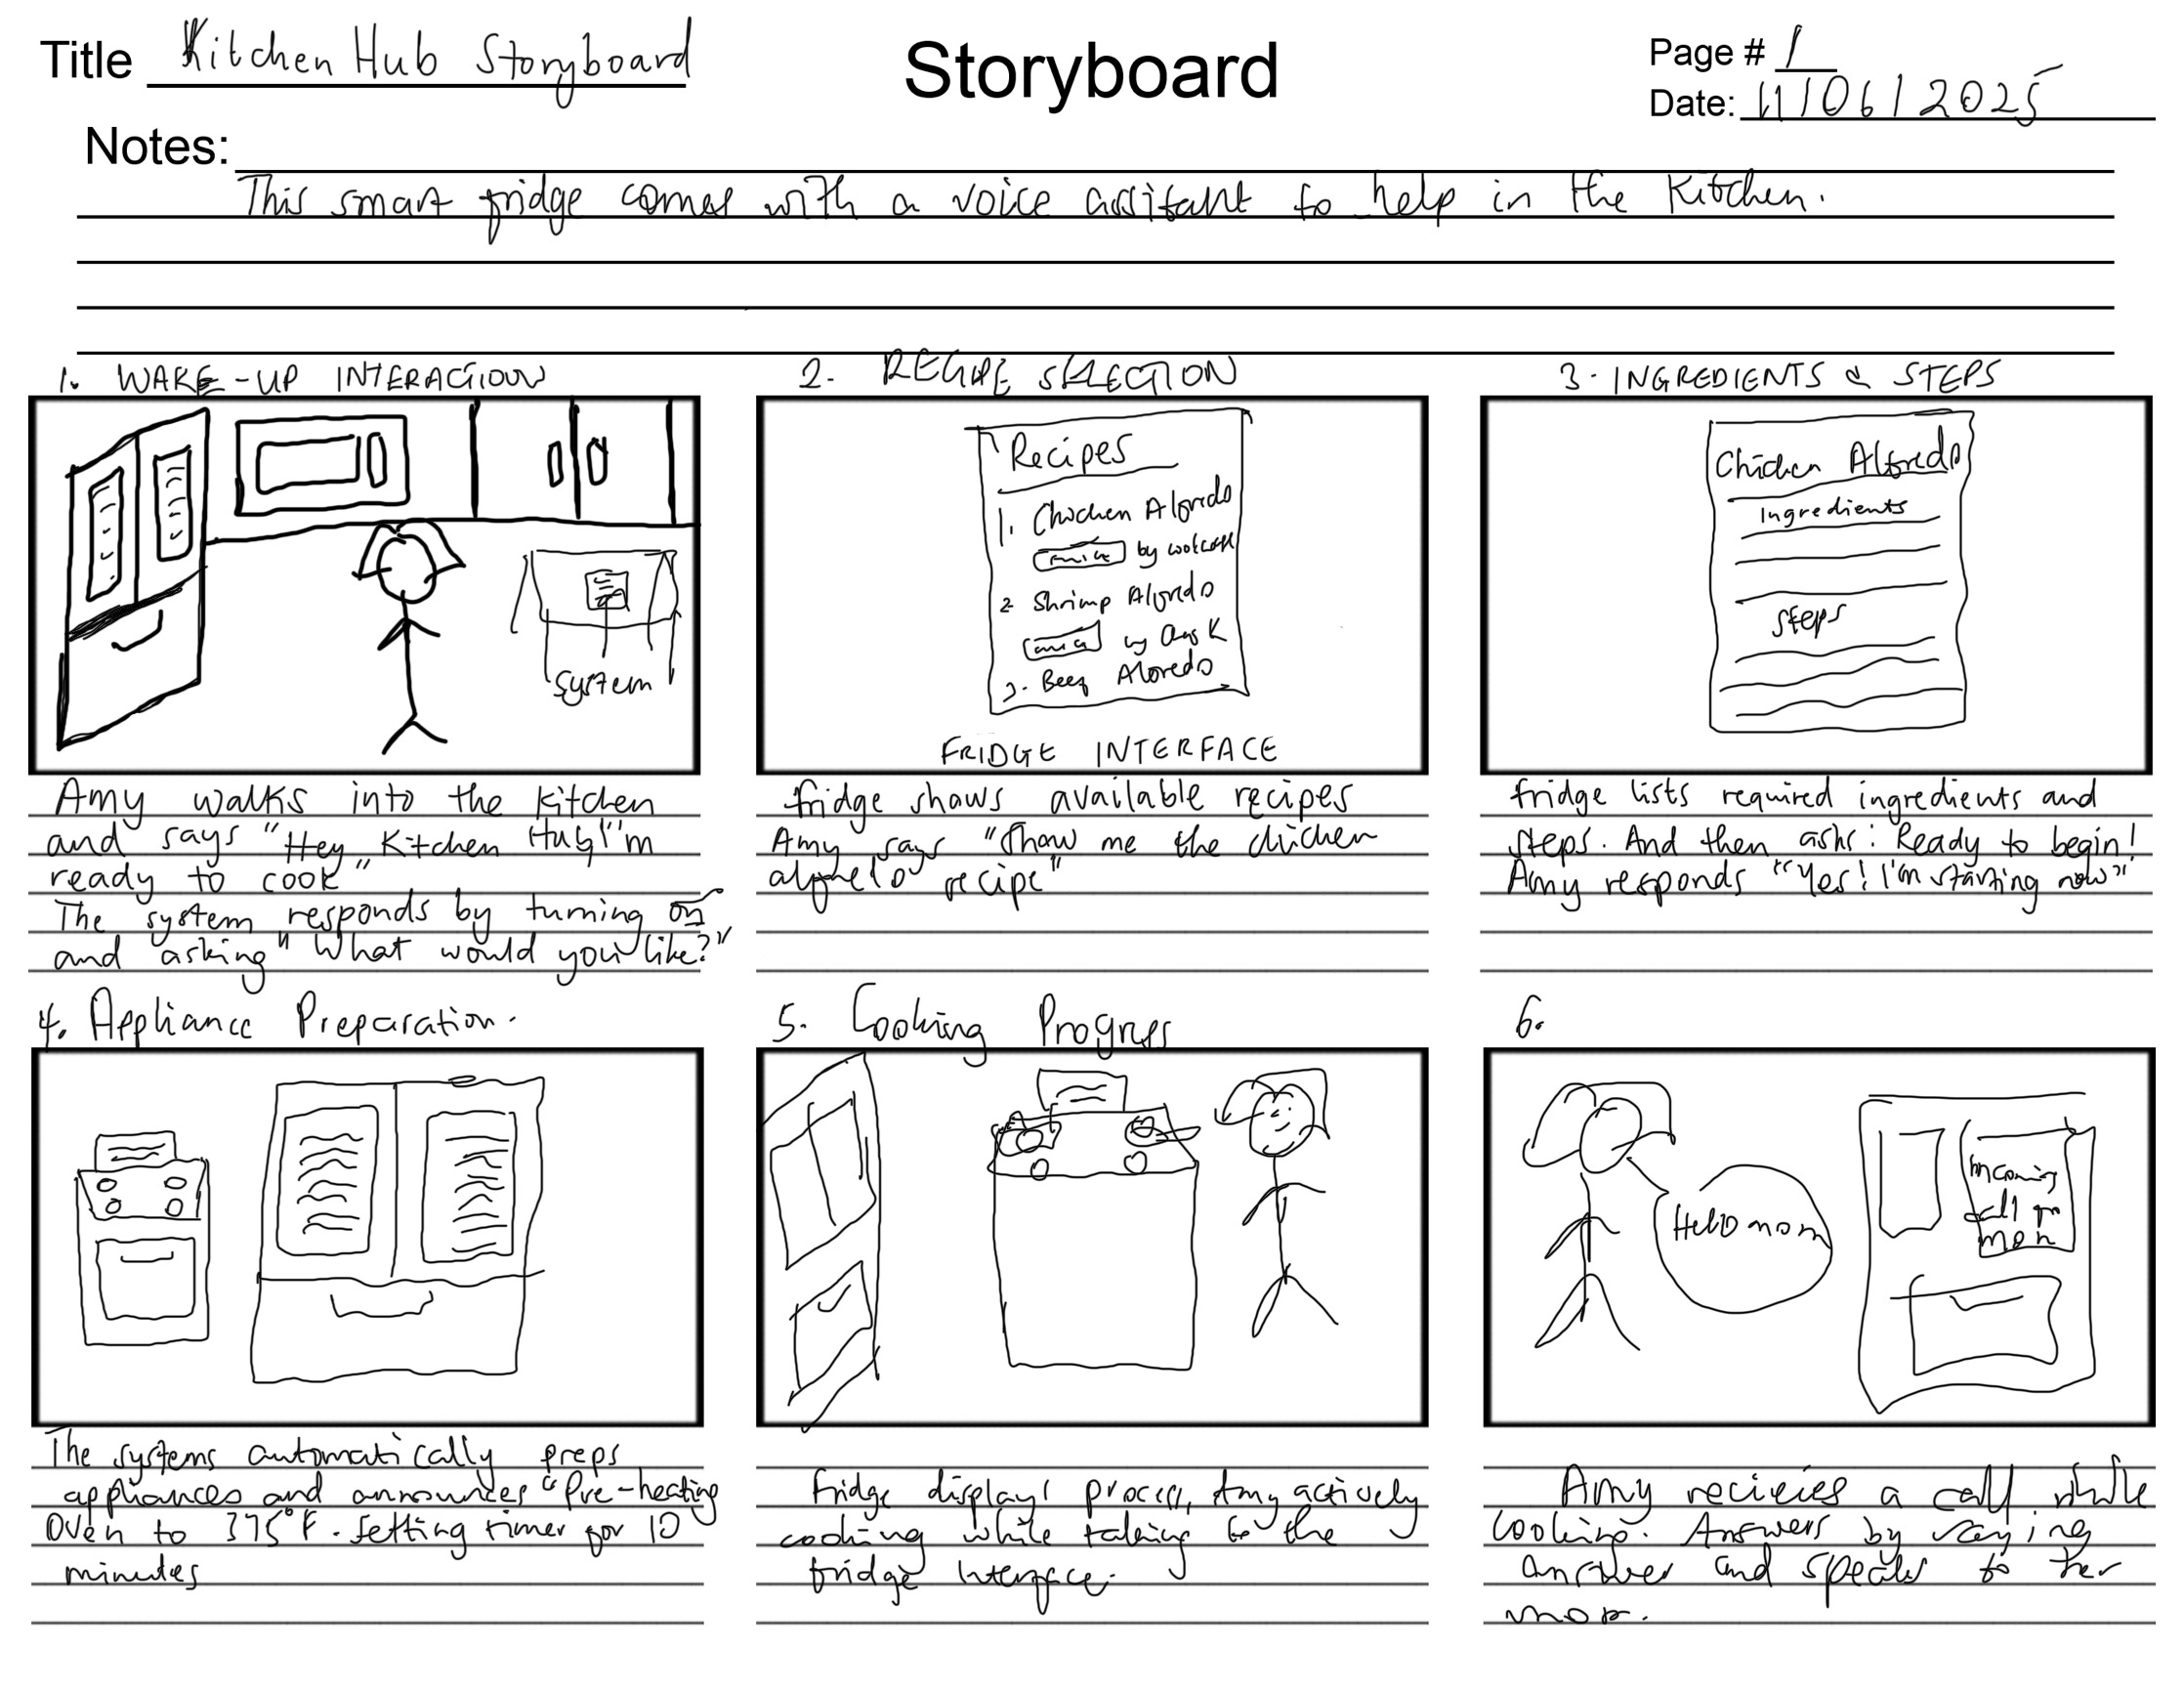 Title Kitchen Hub Storyboard
Storyboard
Page # 1
Date: 11/06/2025
Notes:
This smart fridge comes with a voice assitant to help in the Kitchen.
1. WAKE-UP INTERACTION
System
Amy walks into the kitchen
and says "Hey Kitchen Hub I'm
ready to cook"
The system responds by turning on
and asking "What would you like?"
2. RECIPE SELECTION
Recipes
1. Chicken Alfredo
by
2. Shrimp Alfredo
by K
3. Beef Alfredo
FRIDGE INTERFACE
fridge shows available recipes
Amy says "Show me the chicken
recipe"
3. INGREDIENTS & STEPS
Chicken Alfredo
Ingredients
Steps
fridge lists required ingredients and
steps. And then asks: Ready to begin!
Amy responds "Yes! I'm starting now"
4. Appliance Preparation.
The systems automatically preps
appliances and announces "Pre-heating
Oven to 375°F. Setting timer for 10
minutes
5. Cooking Progress
Fridge displays process, Amy actively
cooking while talking to the
fridge Interface.
6.
Hello mom
Incoming
call
mom
Amy recieies a call while
cooking. Answers by saying
answer and speaks to her
mom.